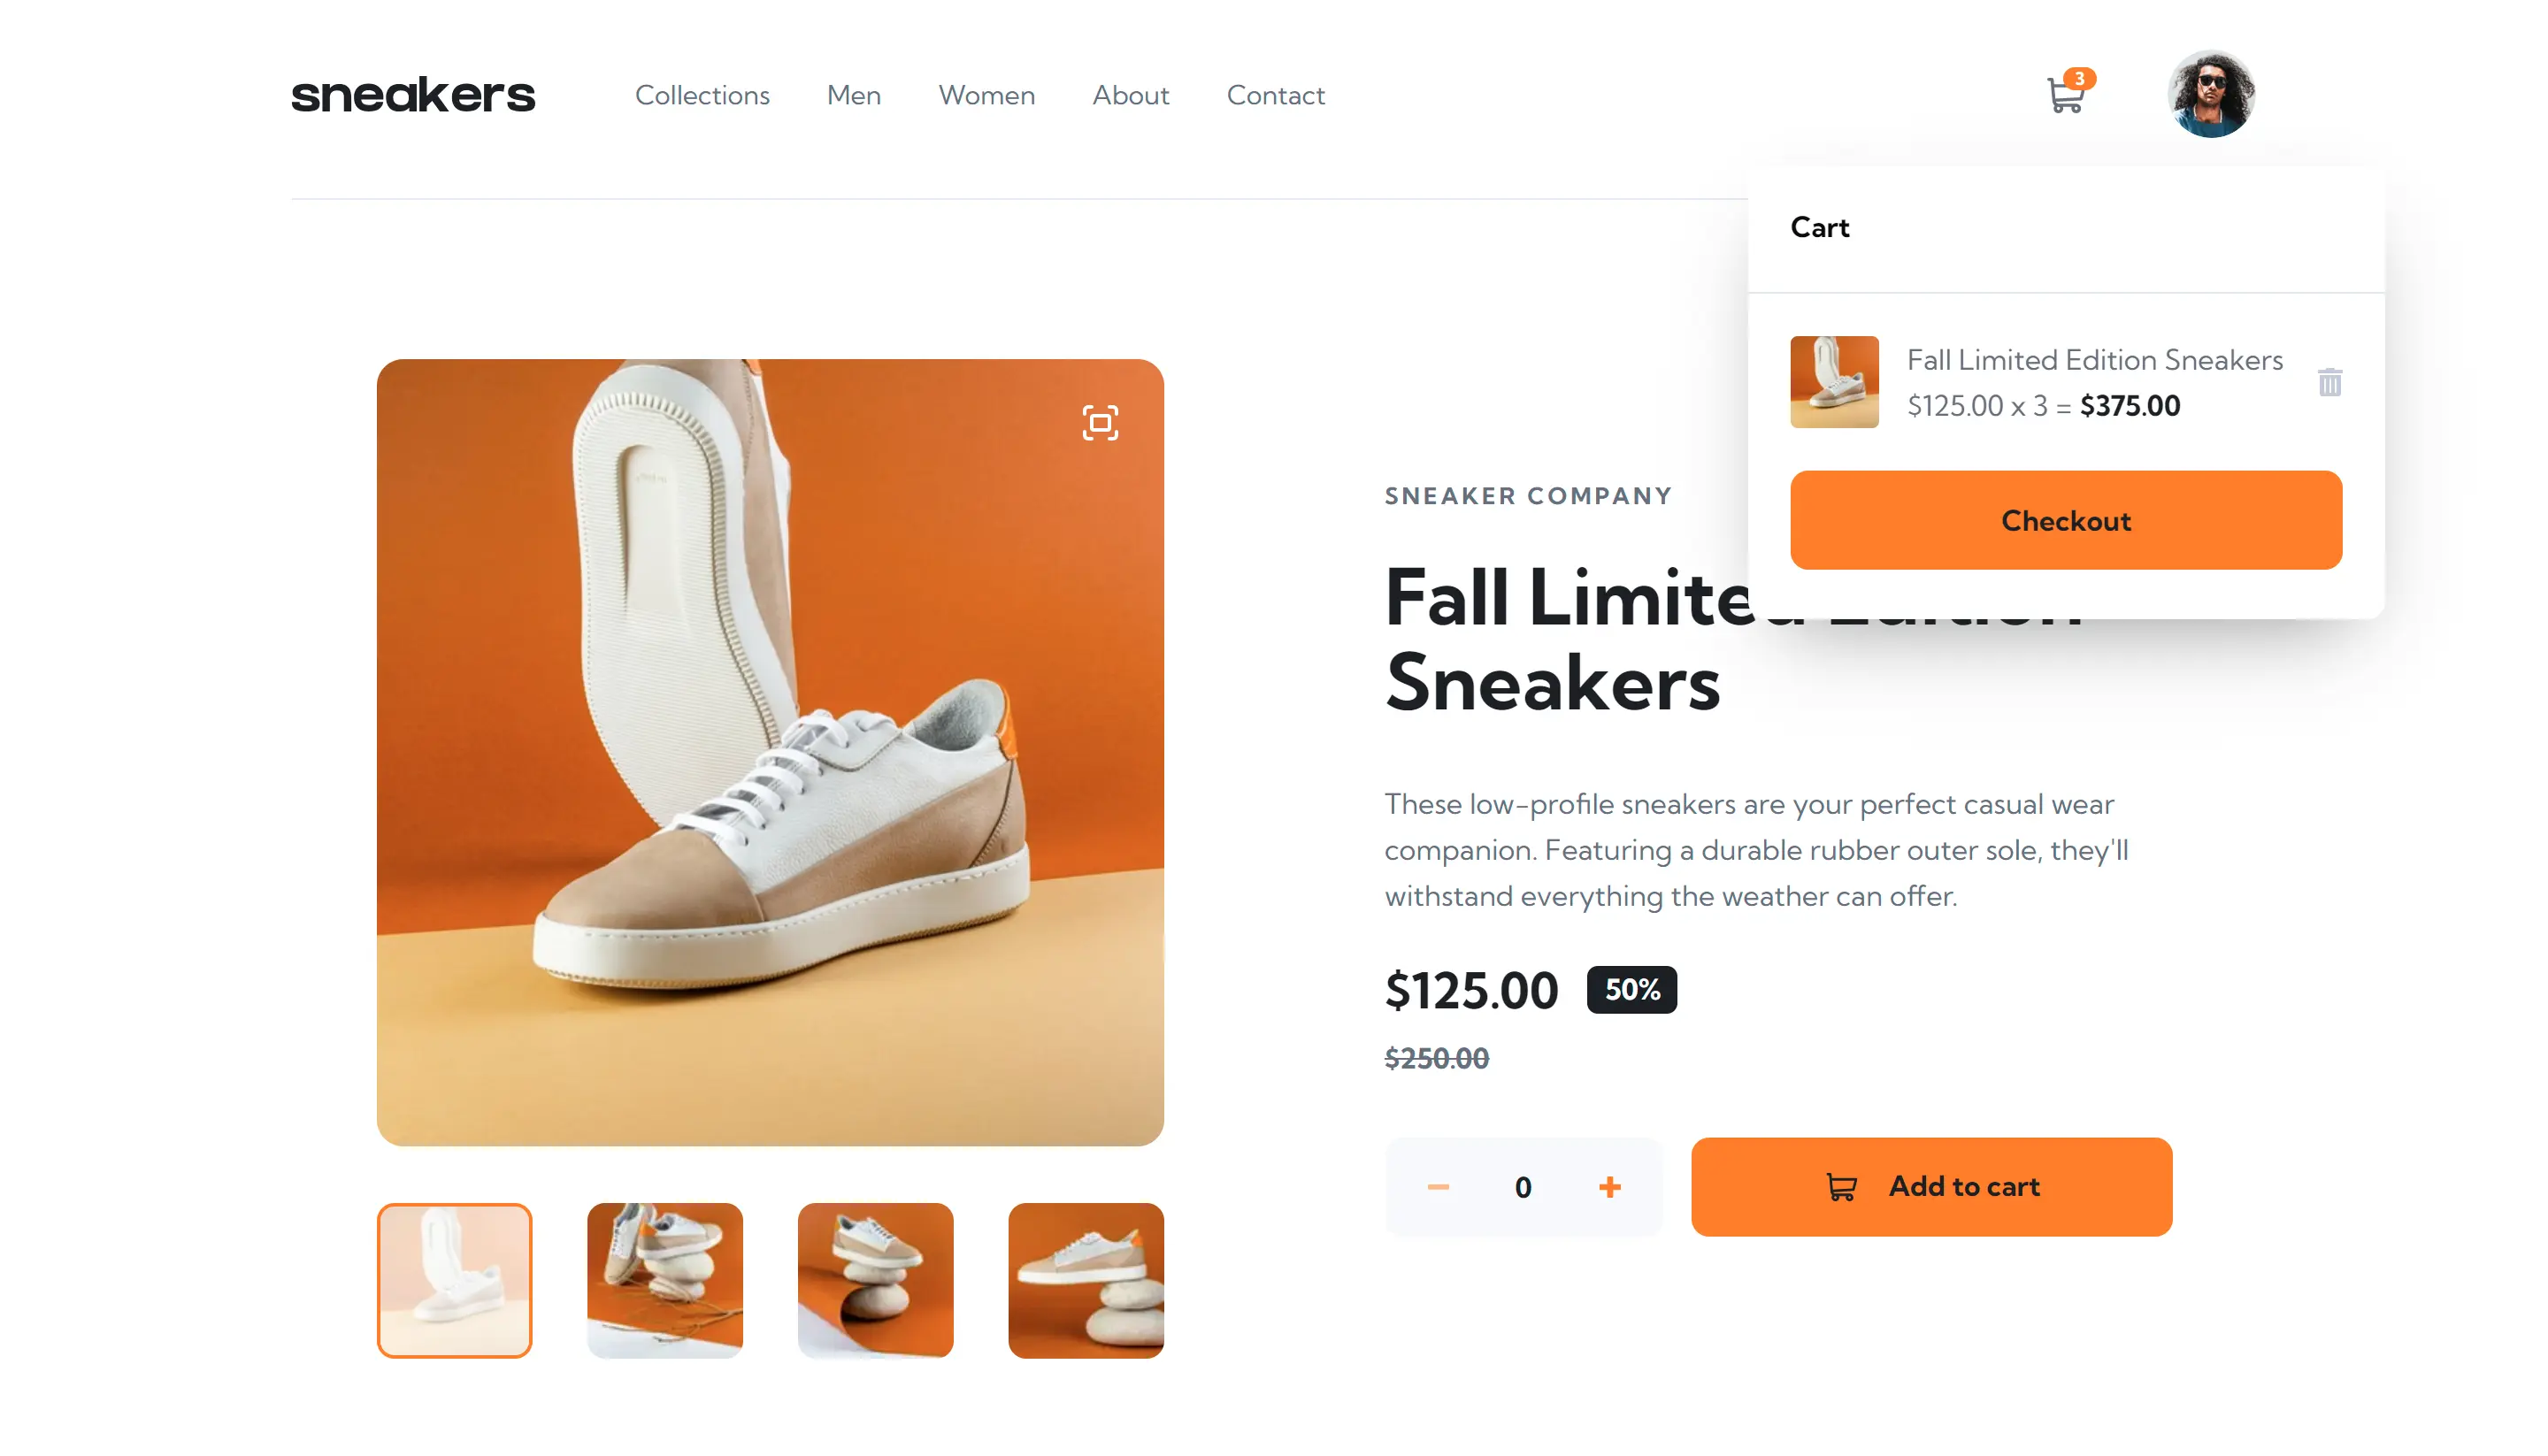 sneakers
Collections
Men
Women
About
Contact
3
Cart
Fall Limited Edition Sneakers
$125.00 x 3 = $375.00
Checkout
SNEAKER COMPANY
Fall Limited Edition
Sneakers
These low-profile sneakers are your perfect casual wear
companion. Featuring a durable rubber outer sole, they'll
withstand everything the weather can offer.
$125.00
50%
$250.00
0
Add to cart